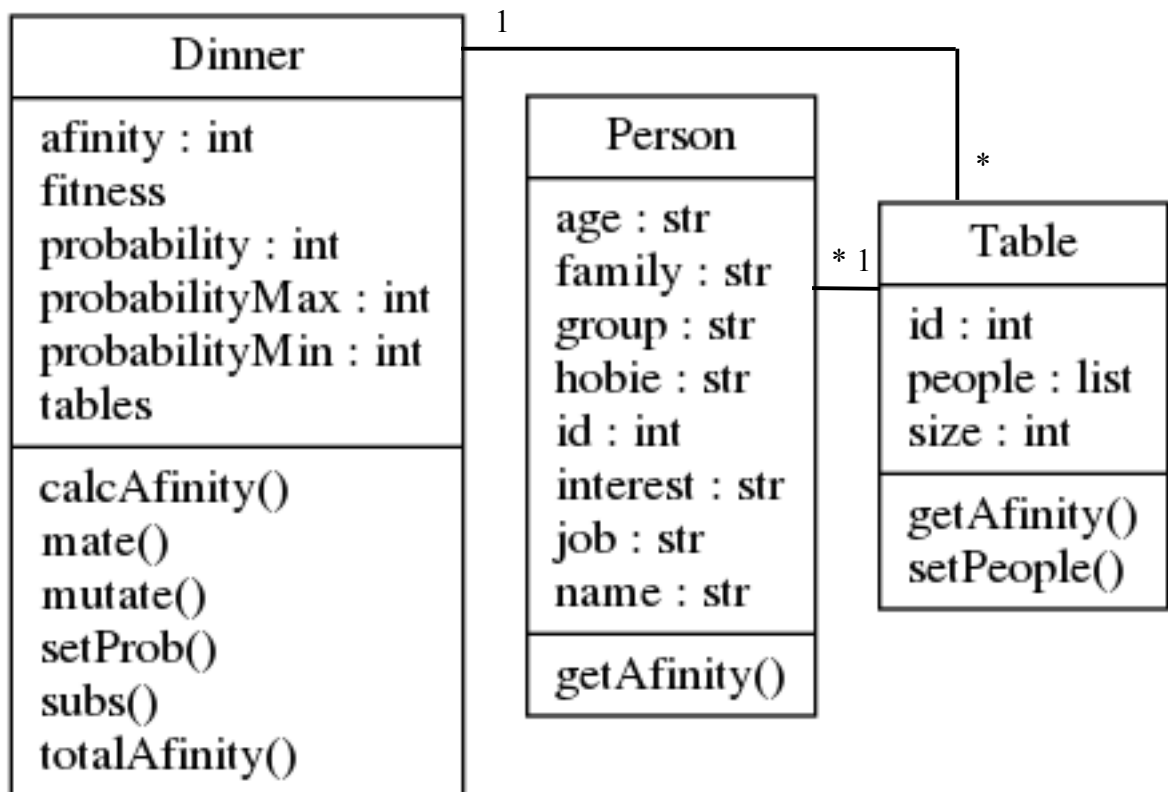 Dinner
afinity : int
fitness
probability : int
probabilityMax : int
probabilityMin : int
tables
calcAfinity()
mate()
mutate()
setProb()
subs()
totalAfinity()
1
*
Person
age : str
family : str
group : str
hobie : str
id : int
interest : str
job : str
name : str
getAfinity()
* 1
Table
id : int
people : list
size : int
getAfinity()
setPeople()